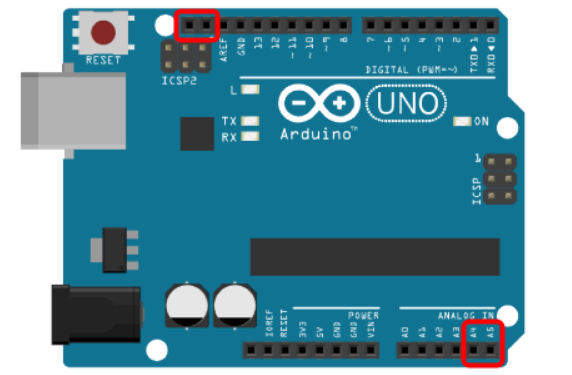 RESET
ICSP2
AREF
GND
13
12
~11
~10
~9
8
7
~6
~5
4
~3
2
TXD▶1
RXD◀0
DIGITAL (PWM=~)
L
TX
RX
Arduino™
UNO
ON
1
ICSP
POWER
ANALOG IN
IOREF
RESET
3V3
5V
GND
GND
VIN
A0
A1
A2
A3
A4
A5